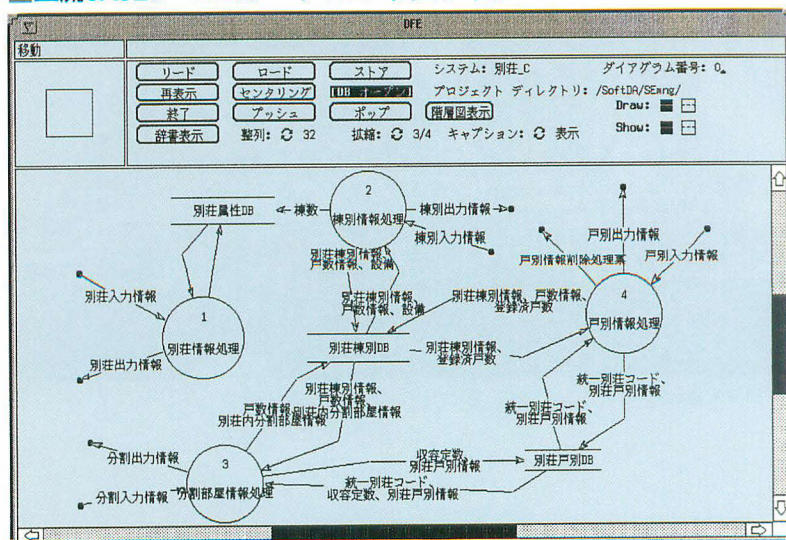 DFE
移動
リード
ロード
ストア
システム: 別荘_C
ダイアグラム番号: 0
再表示
センタリング
DB オープン
プロジェクト ディレクトリ: /SoftDA/SEmng/
終了
プッシュ
ポップ
階層図表示
Draw:
辞書表示
整列: 32
拡縮: 3/4
キャプション: 表示
Show:
別荘属性DB
棟数
2
棟別情報処理
棟別出力情報
棟別入力情報
戸別出力情報
戸別情報削除処理票
戸別入力情報
別荘棟別情報、
戸数情報、設備
別荘棟別情報、
戸数情報、設備
別荘入力情報
1
別荘情報処理
別荘出力情報
別荘棟別情報、戸数情報、
登録済戸数
4
戸別情報処理
別荘棟別DB
別荘棟別情報、
登録済戸数
別荘棟別情報、
戸数情報、
別荘内分割部屋情報
戸数情報、
別荘内分割部屋情報
統一別荘コード、
別荘戸別情報
統一別荘コード、
別荘戸別情報
分割出力情報
3
分割部屋情報処理
分割入力情報
収容定数、
別荘戸別情報
別荘戸別DB
統一別荘コード、
収容定数、別荘戸別情報